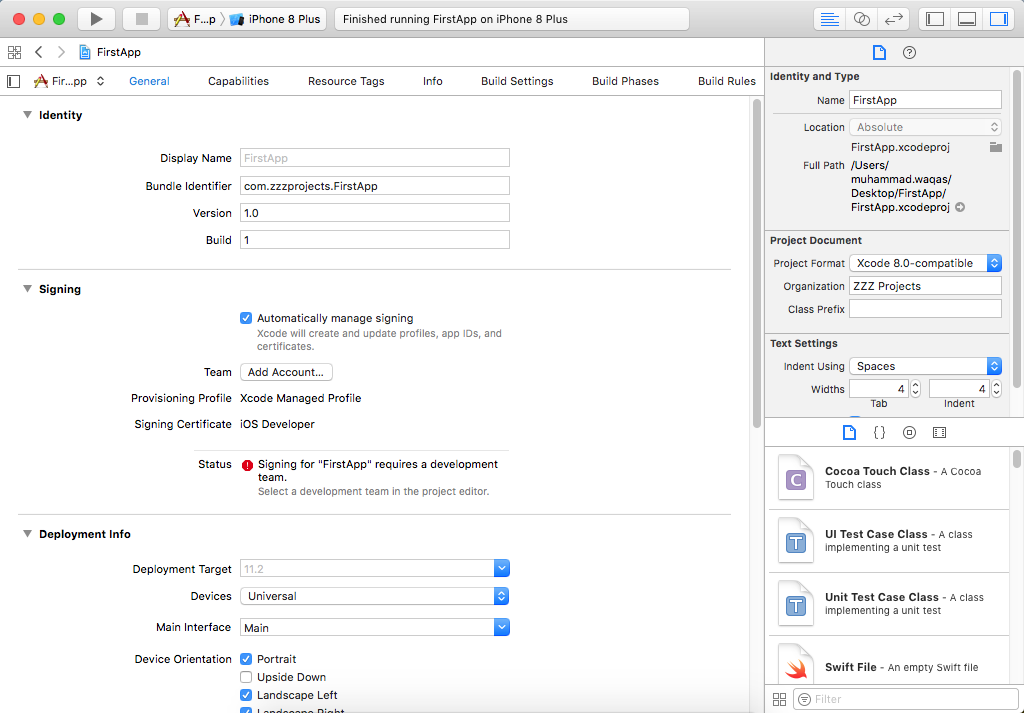 F...p iPhone 8 Plus
Finished running FirstApp on iPhone 8 Plus
FirstApp
Fir...pp General Capabilities Resource Tags Info Build Settings Build Phases Build Rules
Identity
Display Name FirstApp
Bundle Identifier com.zzzprojects.FirstApp
Version 1.0
Build 1
Signing
Automatically manage signing
Xcode will create and update profiles, app IDs, and
certificates.
Team Add Account...
Provisioning Profile Xcode Managed Profile
Signing Certificate iOS Developer
Status Signing for "FirstApp" requires a development
team.
Select a development team in the project editor.
Deployment Info
Deployment Target 11.2
Devices Universal
Main Interface Main
Device Orientation Portrait
Upside Down
Landscape Left
Landscape Right
Identity and Type
Name FirstApp
Location Absolute
FirstApp.xcodeproj
Full Path /Users/
muhammad.waqas/
Desktop/FirstApp/
FirstApp.xcodeproj
Project Document
Project Format Xcode 8.0-compatible
Organization ZZZ Projects
Class Prefix
Text Settings
Indent Using Spaces
Widths 4 4
Tab Indent
{ }
C Cocoa Touch Class - A Cocoa
Touch class
T UI Test Case Class - A class
implementing a unit test
T Unit Test Case Class - A class
implementing a unit test
Swift File - An empty Swift file
Filter